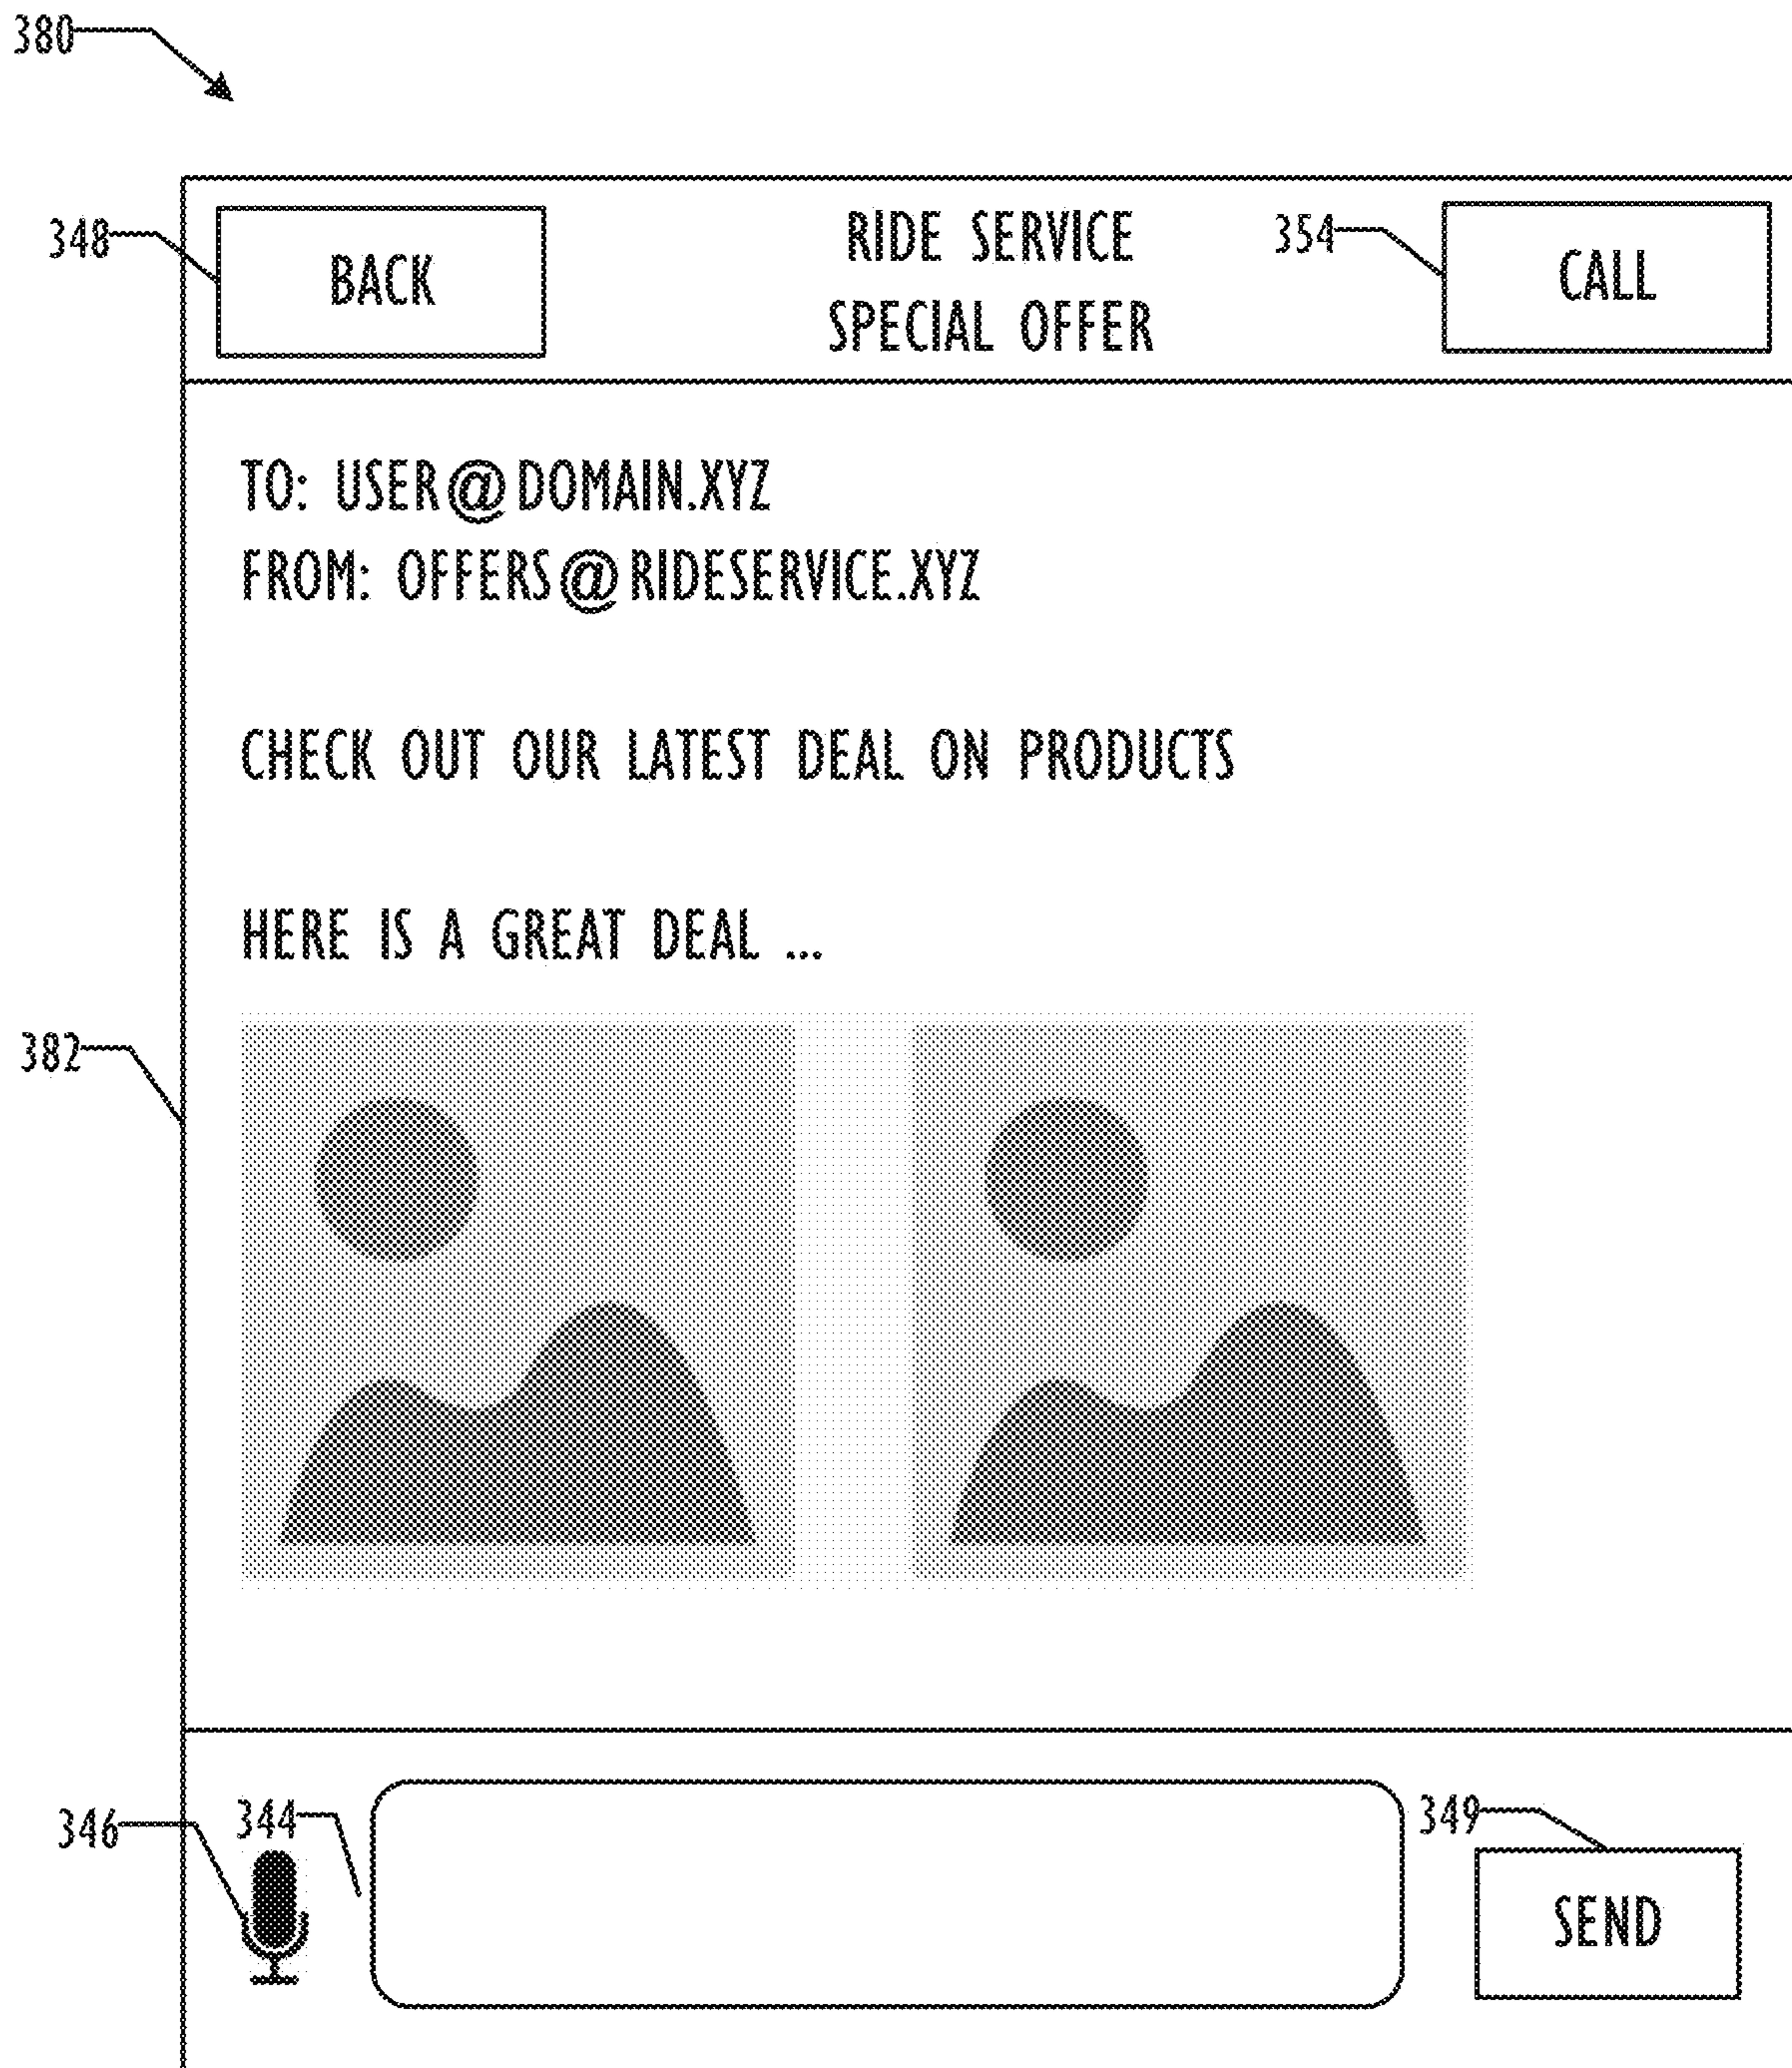 380
348
BACK
RIDE SERVICE
SPECIAL OFFER
354
CALL
TO: USER@DOMAIN.XYZ
FROM: OFFERS@RIDESERVICE.XYZ
CHECK OUT OUR LATEST DEAL ON PRODUCTS
HERE IS A GREAT DEAL ...
382
346
344
349
SEND